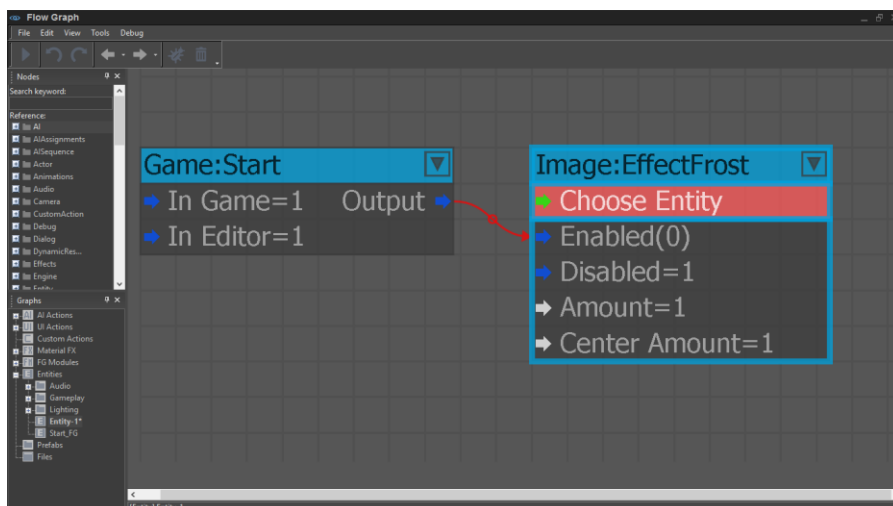 Flow Graph
File Edit View Tools Debug
Nodes
Search keyword:
Reference:
AI
AIAssignments
AISequence
Actor
Animations
Audio
Camera
CustomAction
Debug
Dialog
DynamicRes...
Effects
Engine
Entity
Graphs
AI Actions
UI Actions
Custom Actions
Material FX
FG Modules
Entities
Audio
Gameplay
Lighting
Entity-1*
Start_FG
Prefabs
Files
Game:Start
In Game=1 Output
In Editor=1
Image:EffectFrost
Choose Entity
Enabled(0)
Disabled=1
Amount=1
Center Amount=1